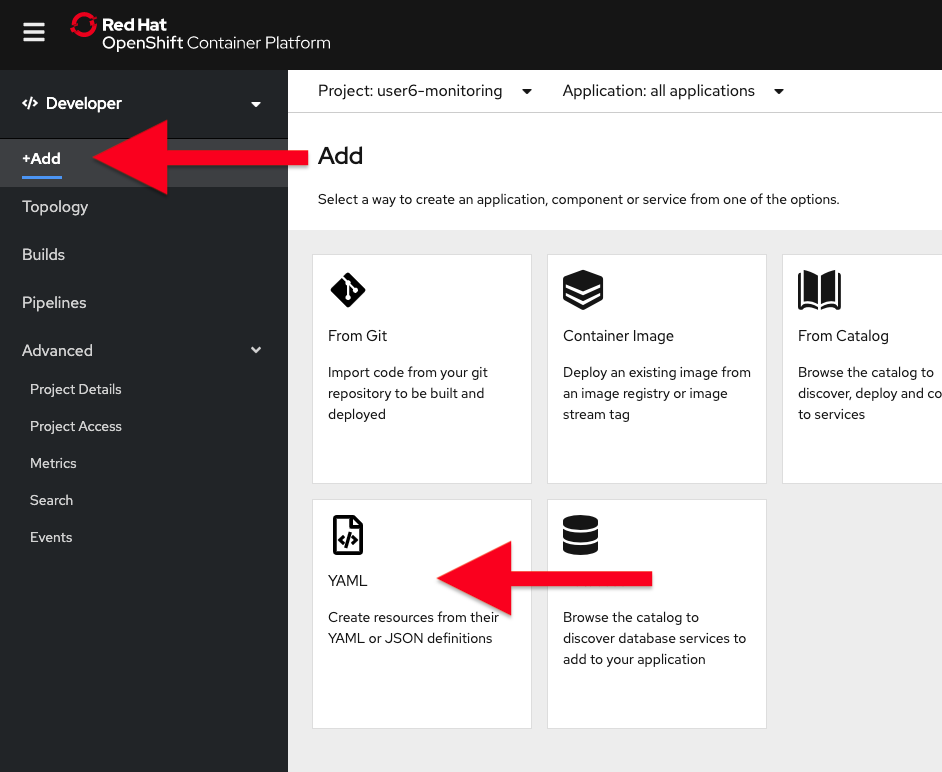 Red Hat
OpenShift Container Platform
Developer
Project: user6-monitoring
Application: all applications
+Add
Topology
Builds
Pipelines
Advanced
Project Details
Project Access
Metrics
Search
Events
Add
Select a way to create an application, component or service from one of the options.
From Git
Import code from your git
repository to be built and
deployed
Container Image
Deploy an existing image from
an image registry or image
stream tag
From Catalog
Browse the catalog to
discover, deploy and co
to services
YAML
Create resources from their
YAML or JSON definitions
Browse the catalog to
discover database services to
add to your application